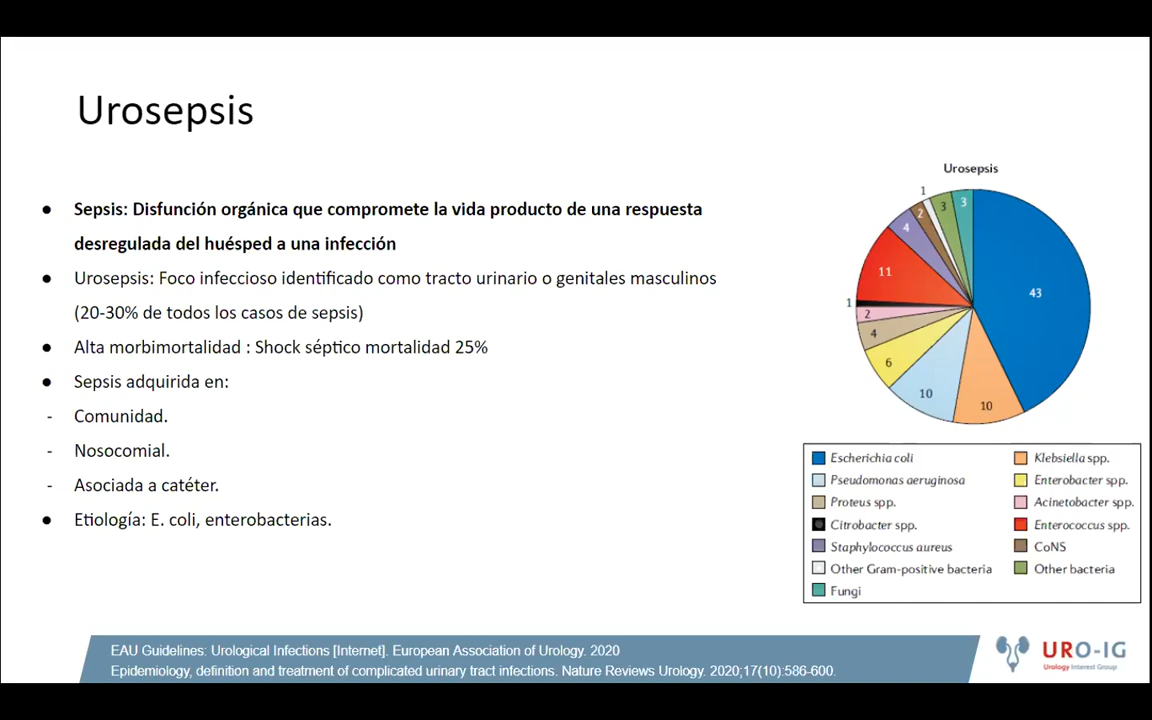 Urosepsis
● Sepsis: Disfunción orgánica que compromete la vida producto de una respuesta
desregulada del huésped a una infección
● Urosepsis: Foco infeccioso identificado como tracto urinario o genitales masculinos
(20-30% de todos los casos de sepsis)
● Alta morbimortalidad : Shock séptico mortalidad 25%
● Sepsis adquirida en:
- Comunidad.
- Nosocomial.
- Asociada a catéter.
● Etiología: E. coli, enterobacterias.
Urosepsis
1
3
3
2
4
11
43
1
2
4
6
10
10
Escherichia coli
Klebsiella spp.
Pseudomonas aeruginosa
Enterobacter spp.
Proteus spp.
Acinetobacter spp.
Citrobacter spp.
Enterococcus spp.
Staphylococcus aureus
CoNS
Other Gram-positive bacteria
Other bacteria
Fungi
EAU Guidelines: Urological Infections [Internet]. European Association of Urology. 2020
Epidemiology, definition and treatment of complicated urinary tract infections. Nature Reviews Urology. 2020;17(10):586-600.
URO-IG
Urology Interest Group